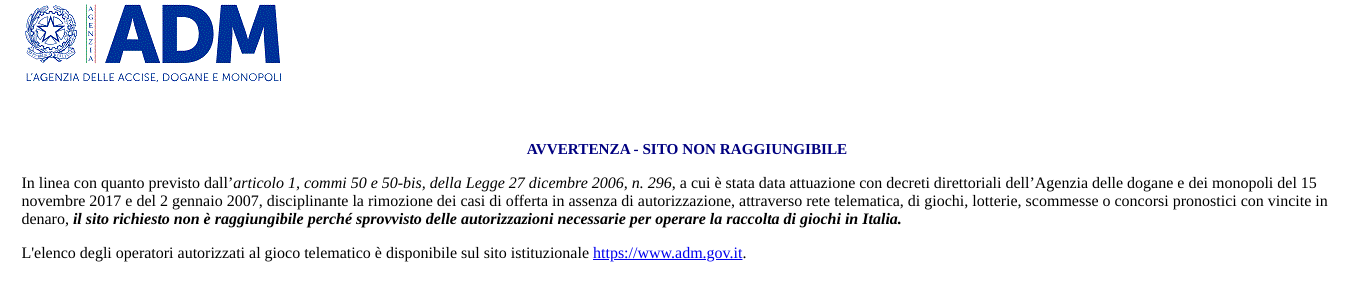 AGENZIA
ADM
L'AGENZIA DELLE ACCISE, DOGANE E MONOPOLI
AVVERTENZA - SITO NON RAGGIUNGIBILE
In linea con quanto previsto dall’articolo 1, commi 50 e 50-bis, della Legge 27 dicembre 2006, n. 296, a cui è stata data attuazione con decreti direttoriali dell’Agenzia delle dogane e dei monopoli del 15
novembre 2017 e del 2 gennaio 2007, disciplinante la rimozione dei casi di offerta in assenza di autorizzazione, attraverso rete telematica, di giochi, lotterie, scommesse o concorsi pronostici con vincite in
denaro, il sito richiesto non è raggiungibile perché sprovvisto delle autorizzazioni necessarie per operare la raccolta di giochi in Italia.
L'elenco degli operatori autorizzati al gioco telematico è disponibile sul sito istituzionale https://www.adm.gov.it.